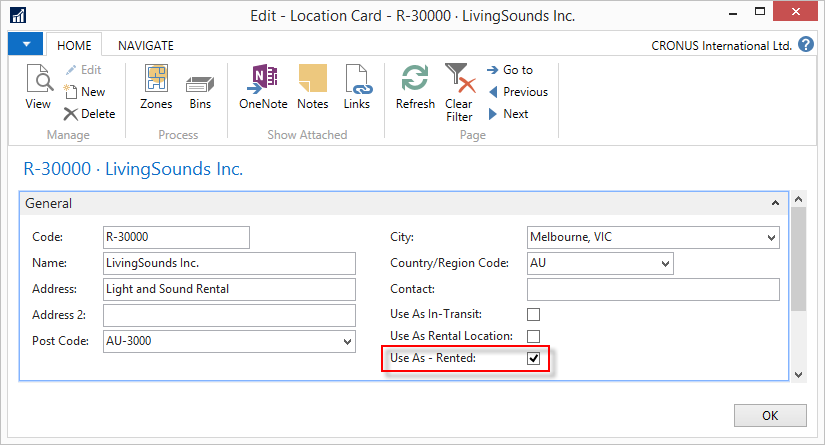 Edit - Location Card - R-30000 · LivingSounds Inc.
HOME NAVIGATE CRONUS International Ltd. ?
View Edit New Delete
Manage
Zones Bins
Process
OneNote Notes Links
Show Attached
Refresh Clear Filter Go to Previous Next
Page
R-30000 · LivingSounds Inc.
General
Code: R-30000
Name: LivingSounds Inc.
Address: Light and Sound Rental
Address 2:
Post Code: AU-3000
City: Melbourne, VIC
Country/Region Code: AU
Contact:
Use As In-Transit:
Use As Rental Location:
Use As - Rented:
OK